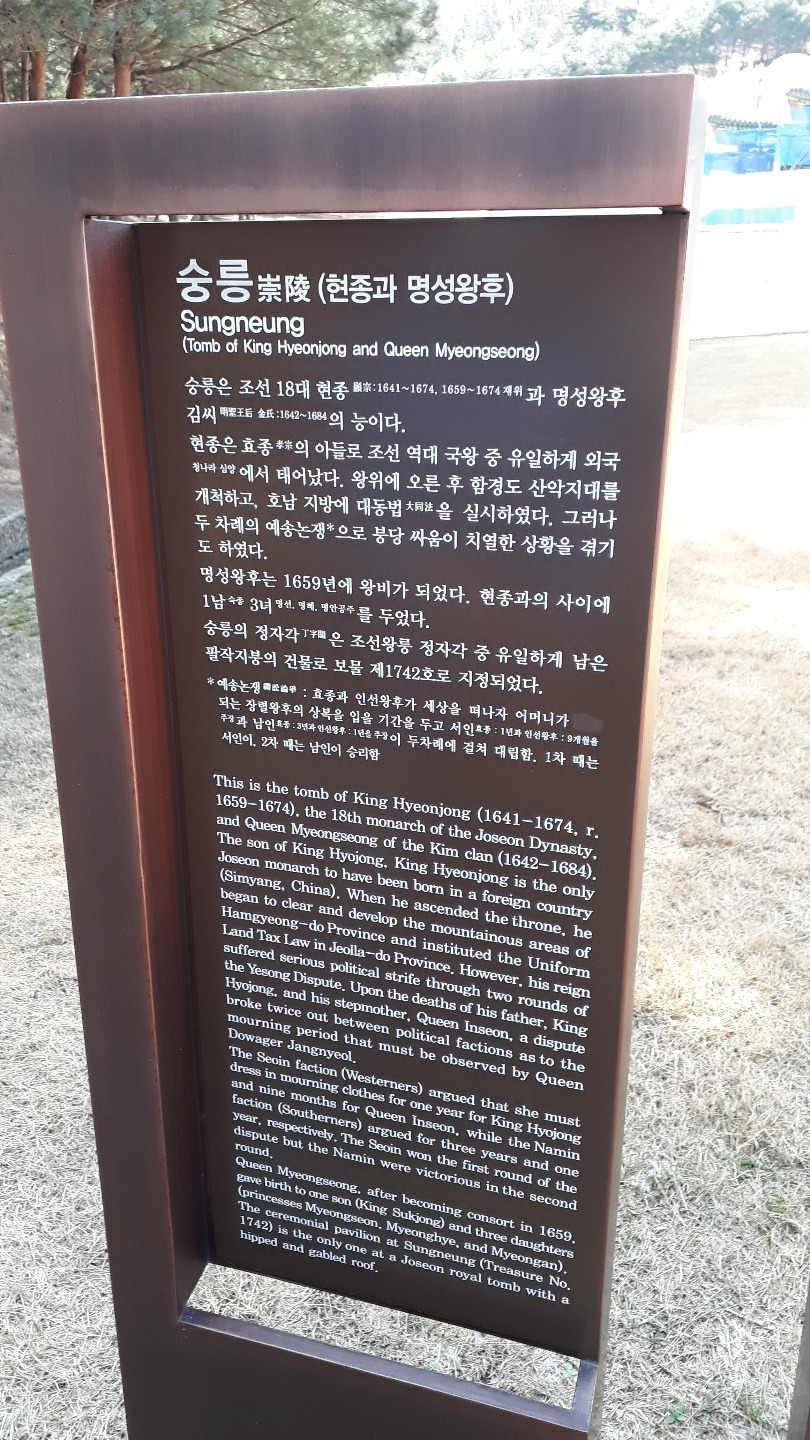 숭릉崇陵 (현종과 명성왕후)
Sungneung
(Tomb of King Hyeonjong and Queen Myeongseong)
숭릉은 조선 18대 현종 顯宗:1641~1674, 1659~1674 재위 과 명성왕후
김씨 明聖王后 金氏:1642~1684 의 능이다.
현종은 효종 孝宗 의 아들로 조선 역대 국왕 중 유일하게 외국
청나라 심양 에서 태어났다. 왕위에 오른 후 함경도 산악지대를
개척하고, 호남 지방에 대동법 大同法 을 실시하였다. 그러나
두 차례의 예송논쟁*으로 붕당 싸움이 치열한 상황을 겪기
도 하였다.
명성왕후는 1659년에 왕비가 되었다. 현종과의 사이에
1남 숙종 3녀 명선, 명혜, 명안공주 를 두었다.
숭릉의 정자각 丁字閣 은 조선왕릉 정자각 중 유일하게 남은
팔작지붕의 건물로 보물 제1742호로 지정되었다.
*예송논쟁 禮訟論爭 : 효종과 인선왕후가 세상을 떠나자 어머니가
되는 장렬왕후의 상복을 입을 기간을 두고 서인 효종 : 1년과 인선왕후 : 9개월을
주장 과 남인 효종 : 3년과 인선왕후 : 1년을 주장 이 두차례에 걸쳐 대립함. 1차 때는
서인이, 2차 때는 남인이 승리함
This is the tomb of King Hyeonjong (1641-1674, r.
1659-1674), the 18th monarch of the Joseon Dynasty,
and Queen Myeongseong of the Kim clan (1642-1684).
The son of King Hyojong, King Hyeonjong is the only
Joseon monarch to have been born in a foreign country
(Simyang, China). When he ascended the throne, he
began to clear and develop the mountainous areas of
Hamgyeong-do Province and instituted the Uniform
Land Tax Law in Jeolla-do Province. However, his reign
suffered serious political strife through two rounds of
the Yesong Dispute. Upon the deaths of his father, King
Hyojong, and his stepmother, Queen Inseon, a dispute
broke twice out between political factions as to the
mourning period that must be observed by Queen
Dowager Jangnyeol.
The Seoin faction (Westerners) argued that she must
dress in mourning clothes for one year for King Hyojong
and nine months for Queen Inseon, while the Namin
faction (Southerners) argued for three years and one
year, respectively. The Seoin won the first round of the
dispute but the Namin were victorious in the second
round.
Queen Myeongseong, after becoming consort in 1659,
gave birth to one son (King Sukjong) and three daughters
(princesses Myeongseon, Myeonghye, and Myeongan).
The ceremonial pavilion at Sungneung (Treasure No.
1742) is the only one at a Joseon royal tomb with a
hipped and gabled roof.